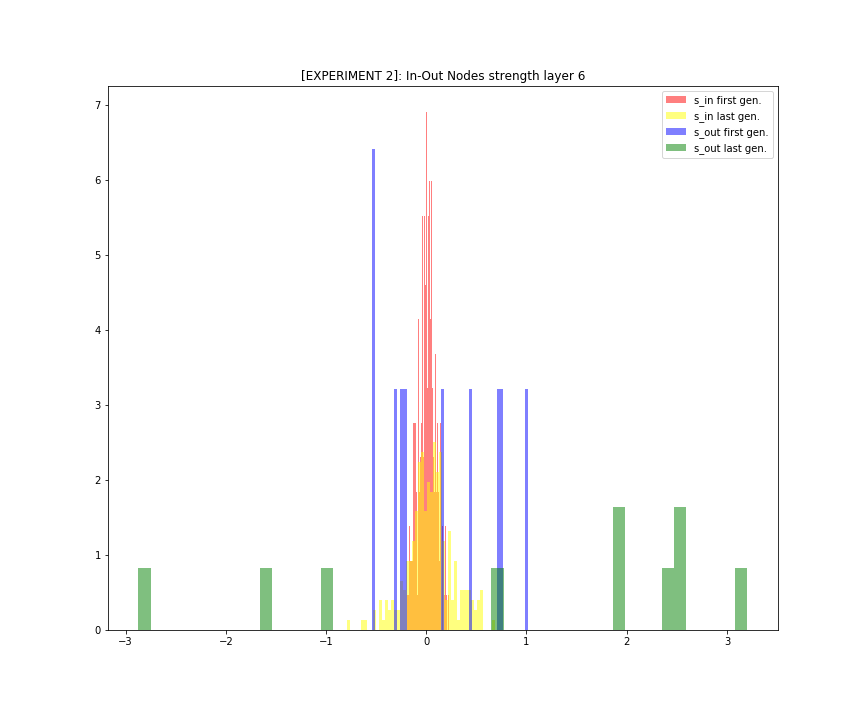 [EXPERIMENT 2]: In-Out Nodes strength layer 6
s_in first gen.
s_in last gen.
s_out first gen.
s_out last gen.
7
6
5
4
3
2
1
0
−3 −2 −1 0 1 2 3